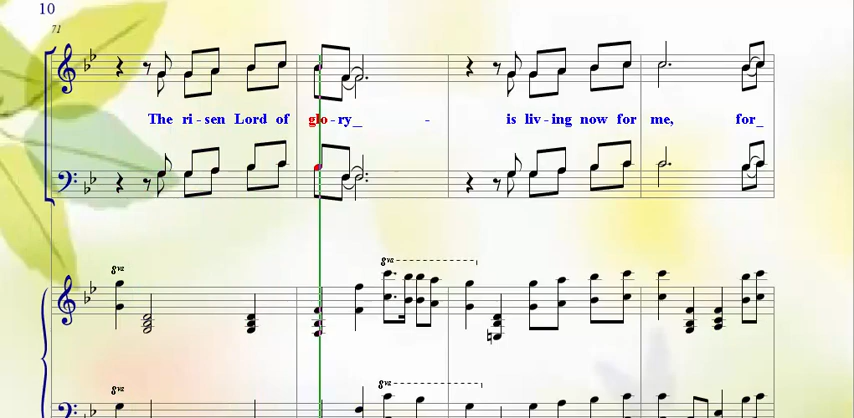 10
71
The ri - sen Lord of glo - ry_ - is liv - ing now for me, for_
8va
8va
8va
8va